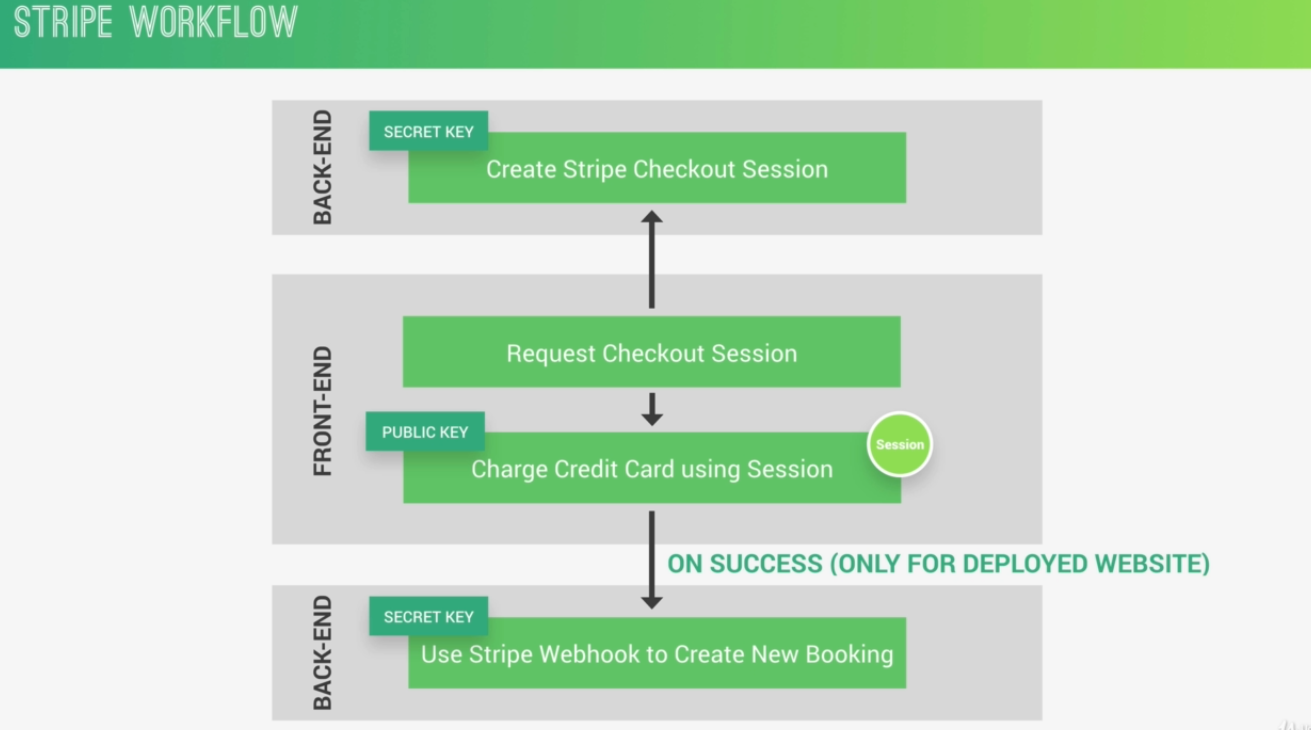 STRIPE WORKFLOW
BACK-END
SECRET KEY
Create Stripe Checkout Session
FRONT-END
Request Checkout Session
PUBLIC KEY
Session
Charge Credit Card using Session
ON SUCCESS (ONLY FOR DEPLOYED WEBSITE)
BACK-END
SECRET KEY
Use Stripe Webhook to Create New Booking